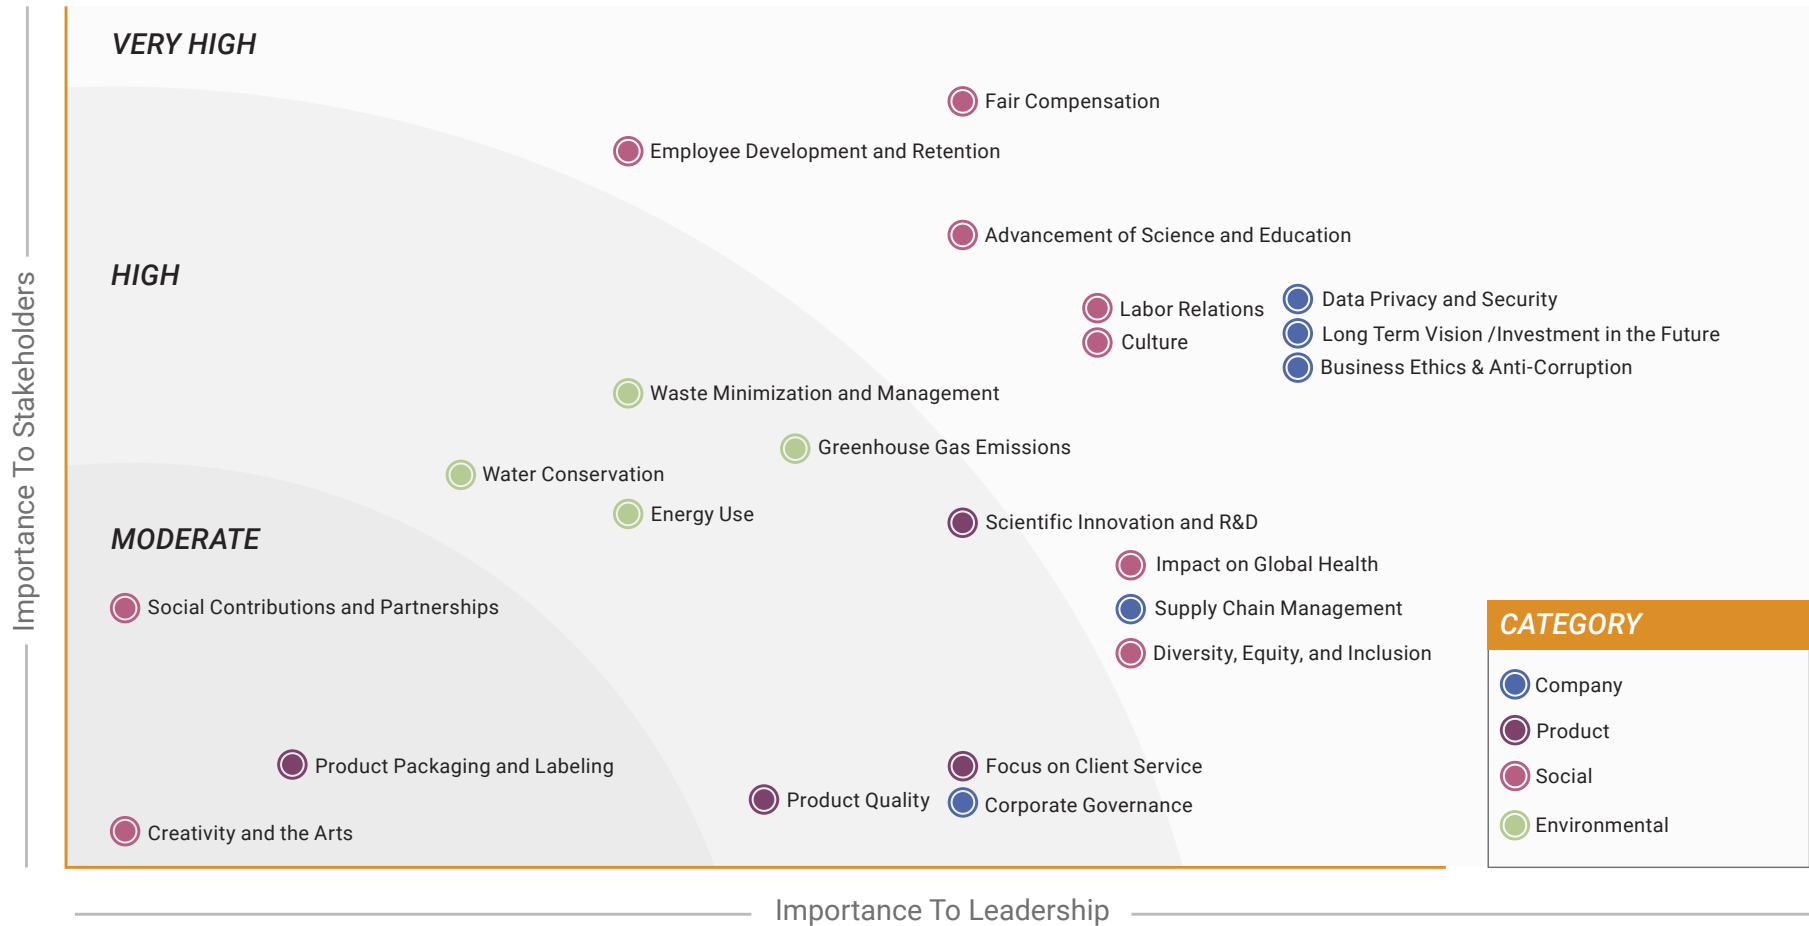 VERY HIGH
Fair Compensation
Employee Development and Retention
Advancement of Science and Education
HIGH
Labor Relations
Data Privacy and Security
Culture
Long Term Vision /Investment in the Future
Business Ethics & Anti-Corruption
Waste Minimization and Management
Greenhouse Gas Emissions
Water Conservation
Energy Use
Scientific Innovation and R&D
MODERATE
Impact on Global Health
Social Contributions and Partnerships
Supply Chain Management
Diversity, Equity, and Inclusion
Product Packaging and Labeling
Focus on Client Service
Product Quality
Corporate Governance
Creativity and the Arts
CATEGORY
Company
Product
Social
Environmental
Importance To Stakeholders
Importance To Leadership